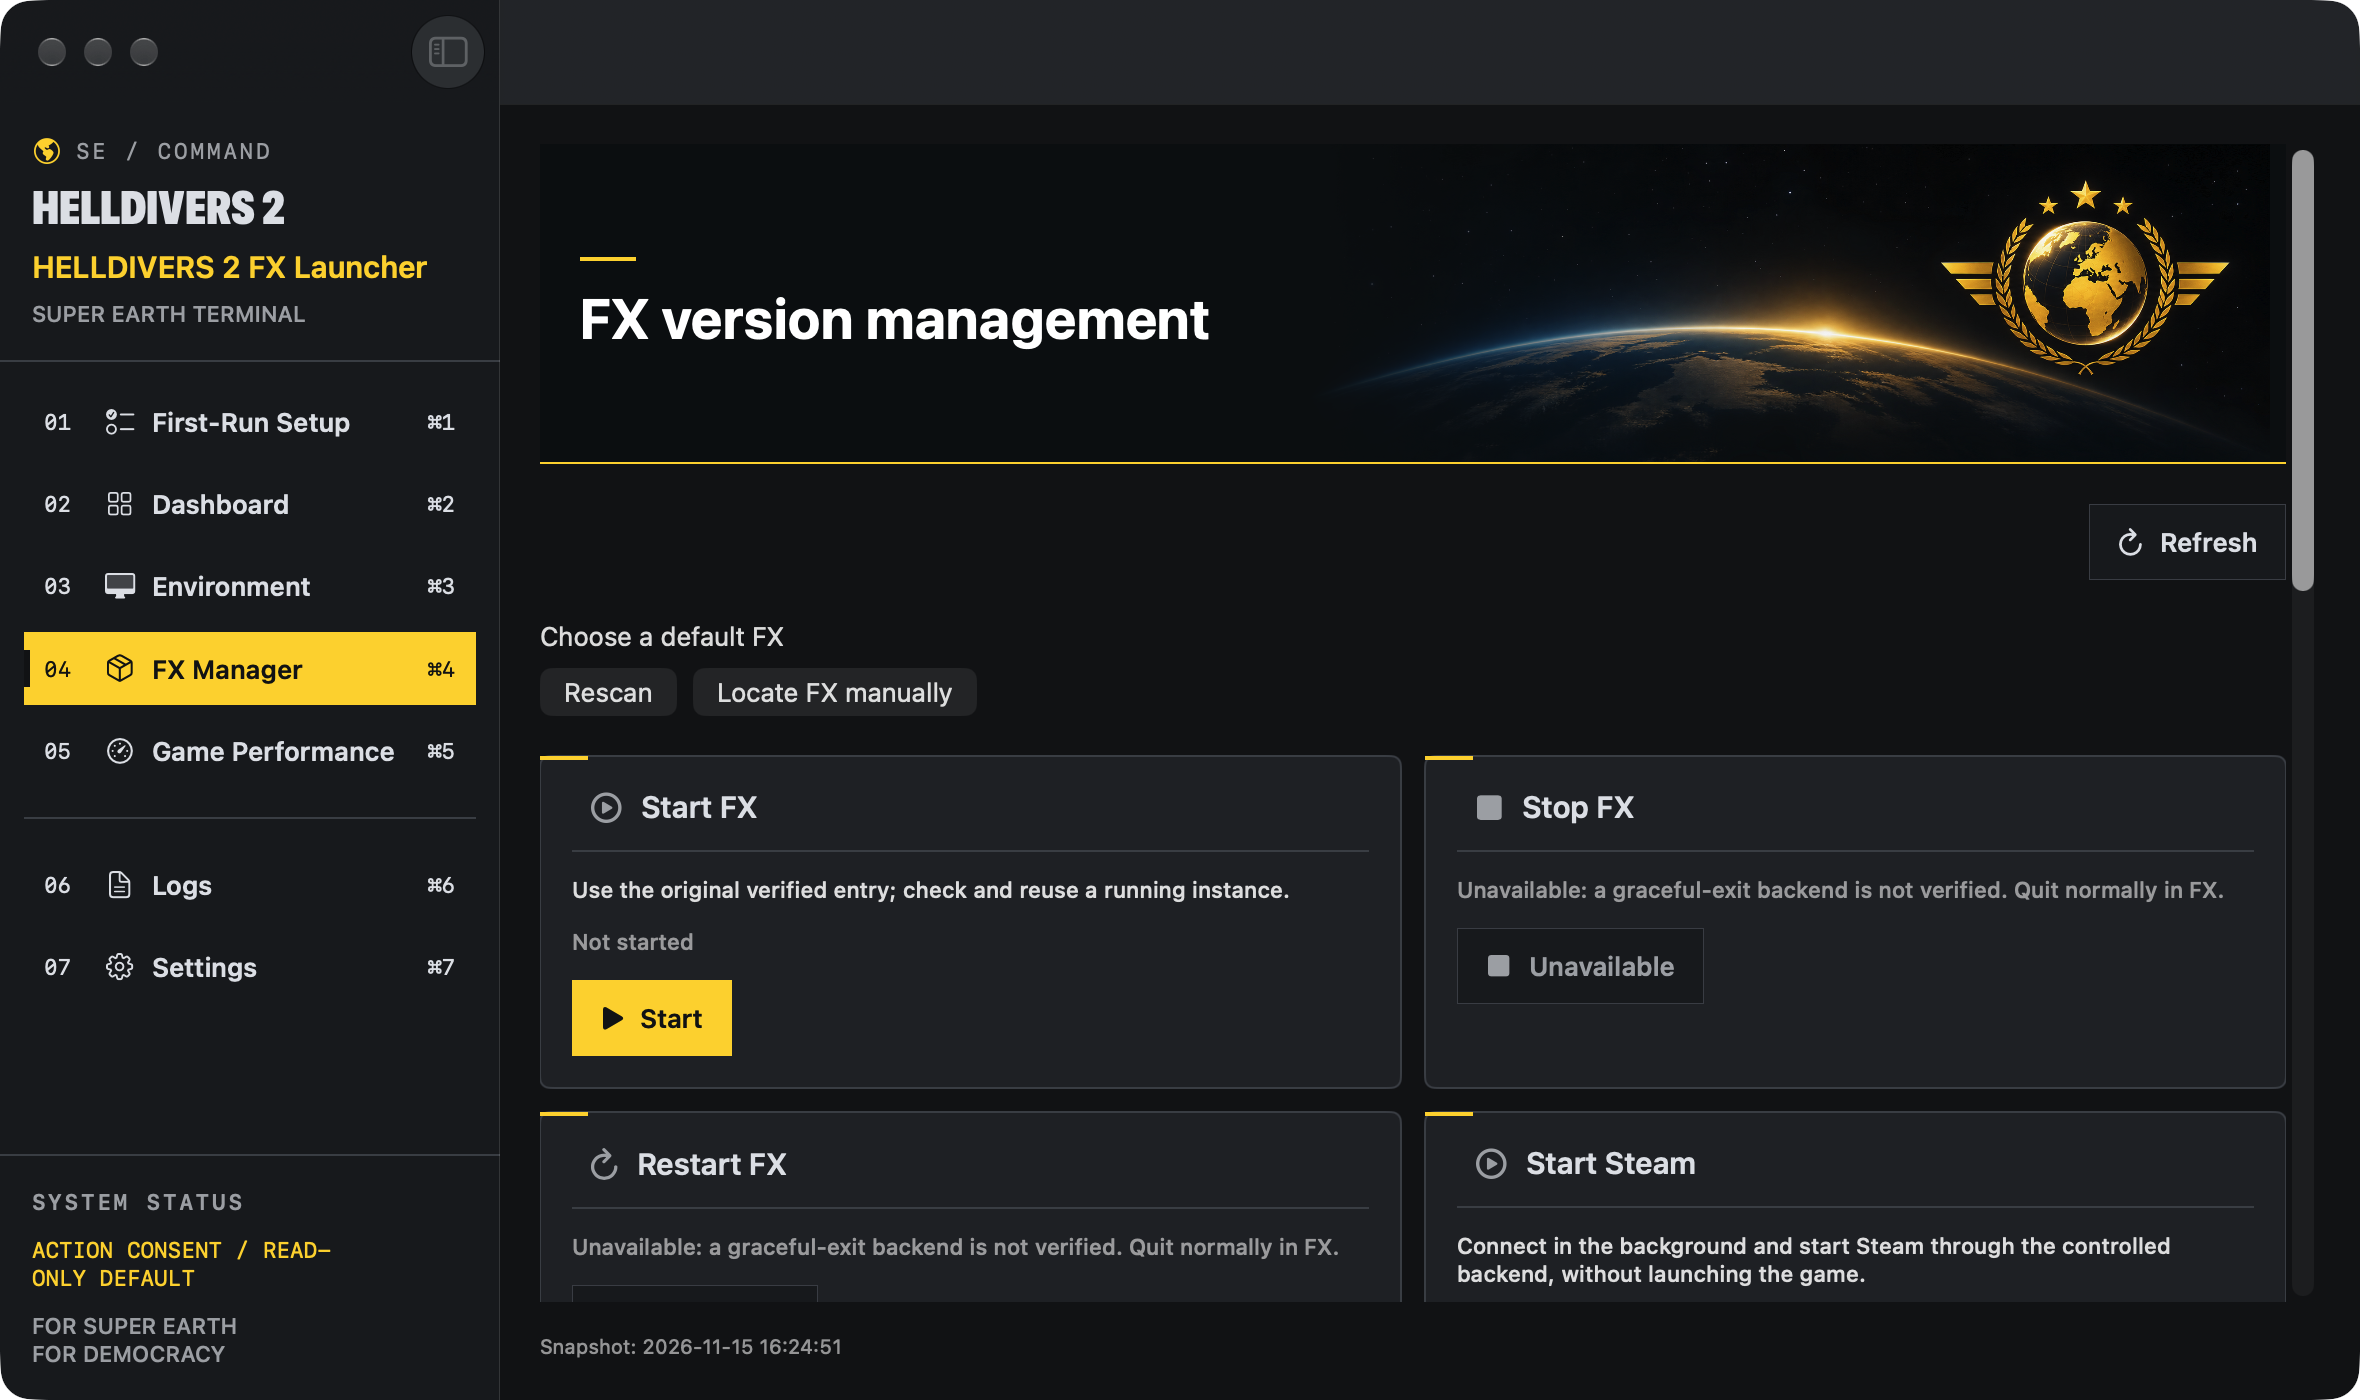 SE / COMMAND
HELLDIVERS 2
HELLDIVERS 2 FX Launcher
SUPER EARTH TERMINAL
01 First-Run Setup ⌘1
02 Dashboard ⌘2
03 Environment ⌘3
04 FX Manager ⌘4
05 Game Performance ⌘5
06 Logs ⌘6
07 Settings ⌘7
SYSTEM STATUS
ACTION CONSENT / READ-
ONLY DEFAULT
FOR SUPER EARTH
FOR DEMOCRACY
FX version management
Refresh
Choose a default FX
Rescan
Locate FX manually
Start FX
Use the original verified entry; check and reuse a running instance.
Not started
Start
Stop FX
Unavailable: a graceful-exit backend is not verified. Quit normally in FX.
Unavailable
Restart FX
Unavailable: a graceful-exit backend is not verified. Quit normally in FX.
Start Steam
Connect in the background and start Steam through the controlled
backend, without launching the game.
Snapshot: 2026-11-15 16:24:51